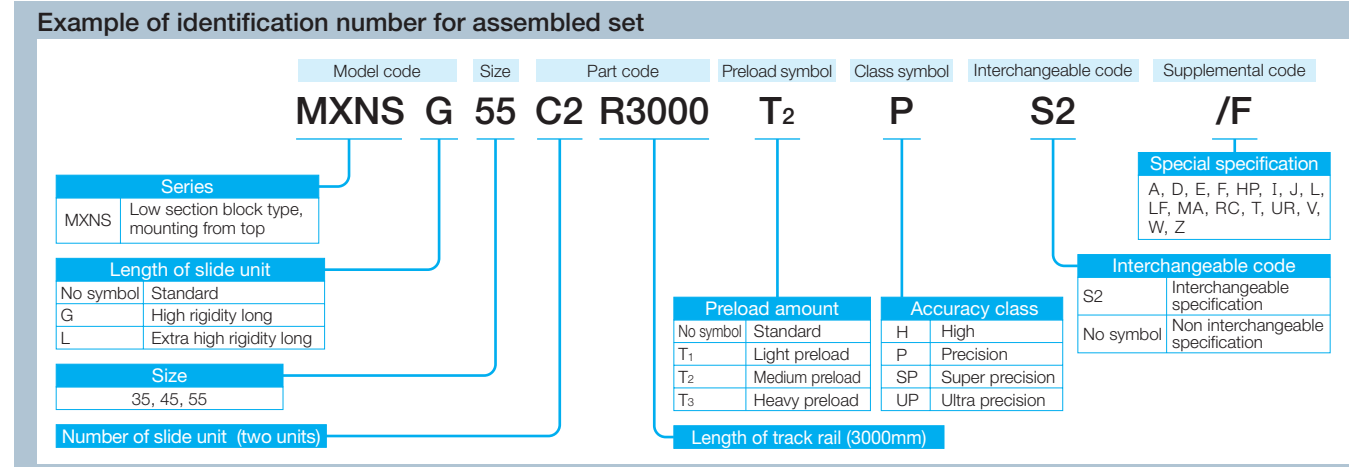 Example of identification number for assembled set
Model code Size Part code Preload symbol Class symbol Interchangeable code Supplemental code
MXNS G 55 C2 R3000 T2 P S2 /F
Series
MXNS Low section block type,
mounting from top
Length of slide unit
No symbol Standard
G High rigidity long
L Extra high rigidity long
Size
35, 45, 55
Number of slide unit (two units)
Length of track rail (3000mm)
Preload amount
No symbol Standard
T1 Light preload
T2 Medium preload
T3 Heavy preload
Accuracy class
H High
P Precision
SP Super precision
UP Ultra precision
Interchangeable code
S2 Interchangeable
specification
No symbol Non interchangeable
specification
Special specification
A, D, E, F, HP, I, J, L,
LF, MA, RC, T, UR, V,
W, Z